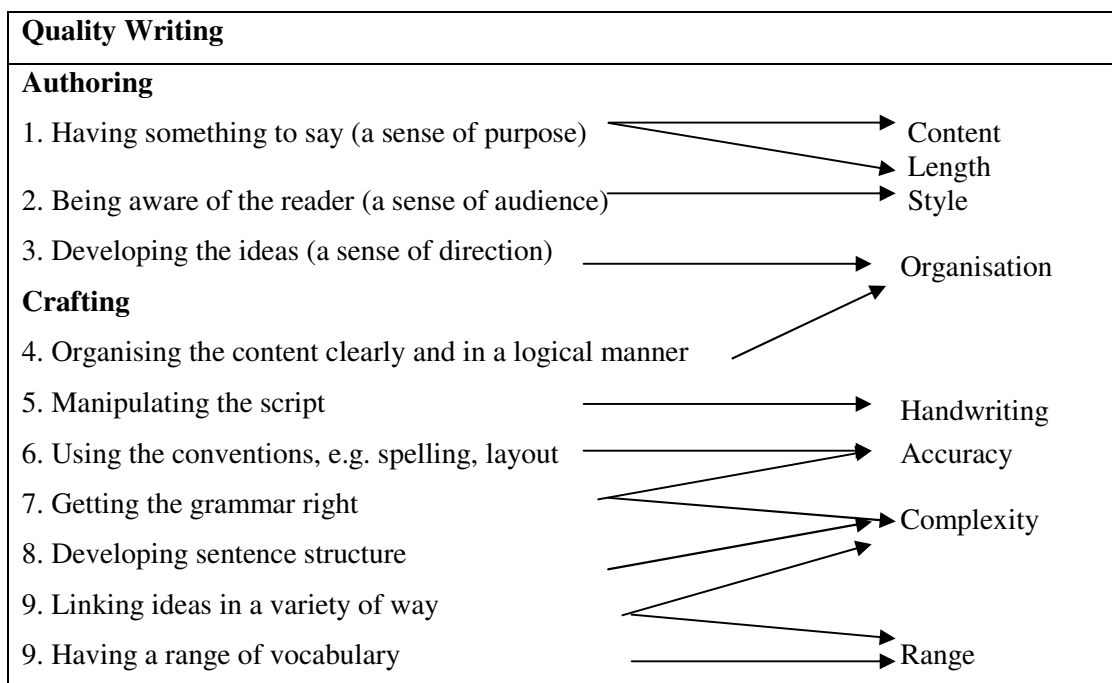 Quality Writing
Authoring
1. Having something to say (a sense of purpose) Content
Length
2. Being aware of the reader (a sense of audience) Style
3. Developing the ideas (a sense of direction) Organisation
Crafting
4. Organising the content clearly and in a logical manner
5. Manipulating the script Handwriting
6. Using the conventions, e.g. spelling, layout Accuracy
7. Getting the grammar right Complexity
8. Developing sentence structure
9. Linking ideas in a variety of way
9. Having a range of vocabulary Range